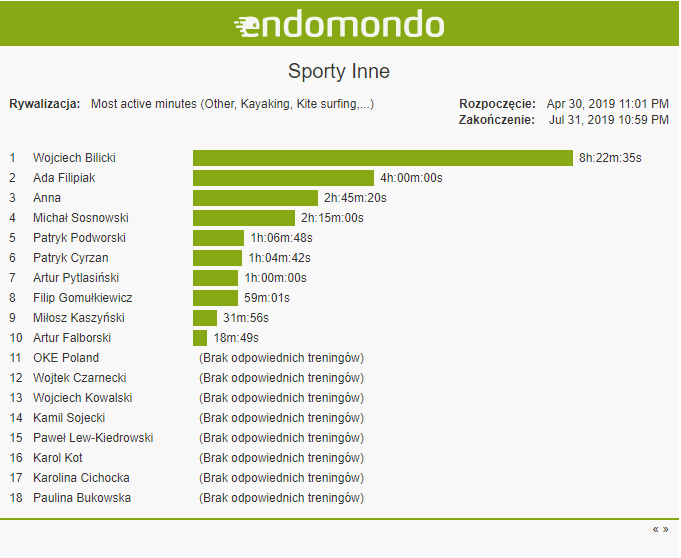 endomondo
Sporty Inne
Rywalizacja: Most active minutes (Other, Kayaking, Kite surfing,...) Rozpoczęcie: Apr 30, 2019 11:01 PM
Zakończenie: Jul 31, 2019 10:59 PM
1 Wojciech Bilicki 8h:22m:35s
2 Ada Filipiak 4h:00m:00s
3 Anna 2h:45m:20s
4 Michał Sosnowski 2h:15m:00s
5 Patryk Podworski 1h:06m:48s
6 Patryk Cyrzan 1h:04m:42s
7 Artur Pytlasiński 1h:00m:00s
8 Filip Gomułkiewicz 59m:01s
9 Miłosz Kaszyński 31m:56s
10 Artur Falborski 18m:49s
11 OKE Poland (Brak odpowiednich treningów)
12 Wojtek Czarnecki (Brak odpowiednich treningów)
13 Wojciech Kowalski (Brak odpowiednich treningów)
14 Kamil Sojecki (Brak odpowiednich treningów)
15 Paweł Lew-Kiedrowski (Brak odpowiednich treningów)
16 Karol Kot (Brak odpowiednich treningów)
17 Karolina Cichocka (Brak odpowiednich treningów)
18 Paulina Bukowska (Brak odpowiednich treningów)
« »